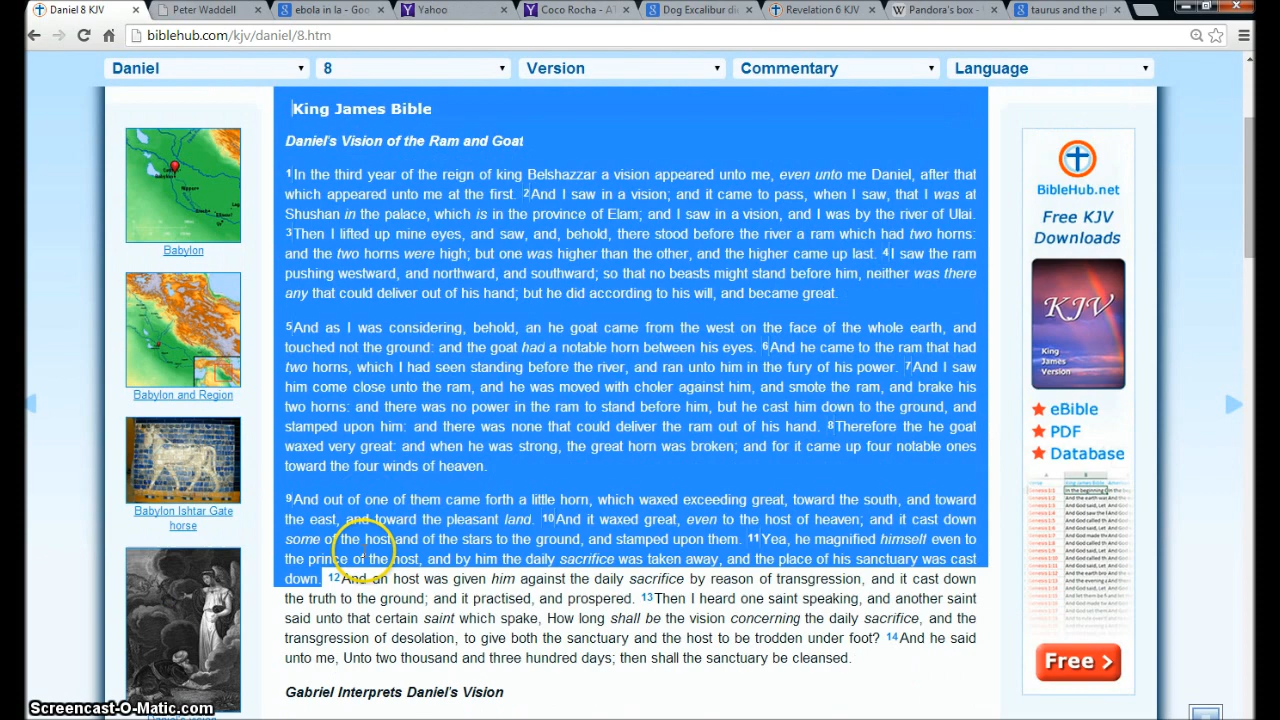 Daniel 8 KJV
Peter Waddell
ebola in la - Goo
Yahoo
Coco Rocha - A
Dog Excalibur di
Revelation 6 KJV
Pandora's box -
taurus and the pl
biblehub.com/kjv/daniel/8.htm
Daniel
8
Version
Commentary
Language
King James Bible
Daniel's Vision of the Ram and Goat
1In the third year of the reign of king Belshazzar a vision appeared unto me, even unto me Daniel, after that
which appeared unto me at the first. 2And I saw in a vision; and it came to pass, when I saw, that I was at
Shushan in the palace, which is in the province of Elam; and I saw in a vision, and I was by the river of Ulai.
3Then I lifted up mine eyes, and saw, and, behold, there stood before the river a ram which had two horns:
and the two horns were high; but one was higher than the other, and the higher came up last. 4I saw the ram
pushing westward, and northward, and southward; so that no beasts might stand before him, neither was there
any that could deliver out of his hand; but he did according to his will, and became great.
5And as I was considering, behold, an he goat came from the west on the face of the whole earth, and
touched not the ground: and the goat had a notable horn between his eyes. 6And he came to the ram that had
two horns, which I had seen standing before the river, and ran unto him in the fury of his power. 7And I saw
him come close unto the ram, and he was moved with choler against him, and smote the ram, and brake his
two horns: and there was no power in the ram to stand before him, but he cast him down to the ground, and
stamped upon him: and there was none that could deliver the ram out of his hand. 8Therefore the he goat
waxed very great: and when he was strong, the great horn was broken; and for it came up four notable ones
toward the four winds of heaven.
9And out of one of them came forth a little horn, which waxed exceeding great, toward the south, and toward
the east, and toward the pleasant land. 10And it waxed great, even to the host of heaven; and it cast down
some of the host and of the stars to the ground, and stamped upon them. 11Yea, he magnified himself even to
the prince of the host, and by him the daily sacrifice was taken away, and the place of his sanctuary was cast
down. 12And an host was given him against the daily sacrifice by reason of transgression, and it cast down
the truth to the ground; and it practised, and prospered. 13Then I heard one saint speaking, and another saint
said unto that certain saint which spake, How long shall be the vision concerning the daily sacrifice, and the
transgression of desolation, to give both the sanctuary and the host to be trodden under foot? 14And he said
unto me, Unto two thousand and three hundred days; then shall the sanctuary be cleansed.
Gabriel Interprets Daniel's Vision
Babylon
Babylon and Region
Babylon Ishtar Gate
horse
BibleHub.net
Free KJV
Downloads
KJV
King
James
Version
eBible
PDF
Database
Free >
Screencast-O-Matic.com